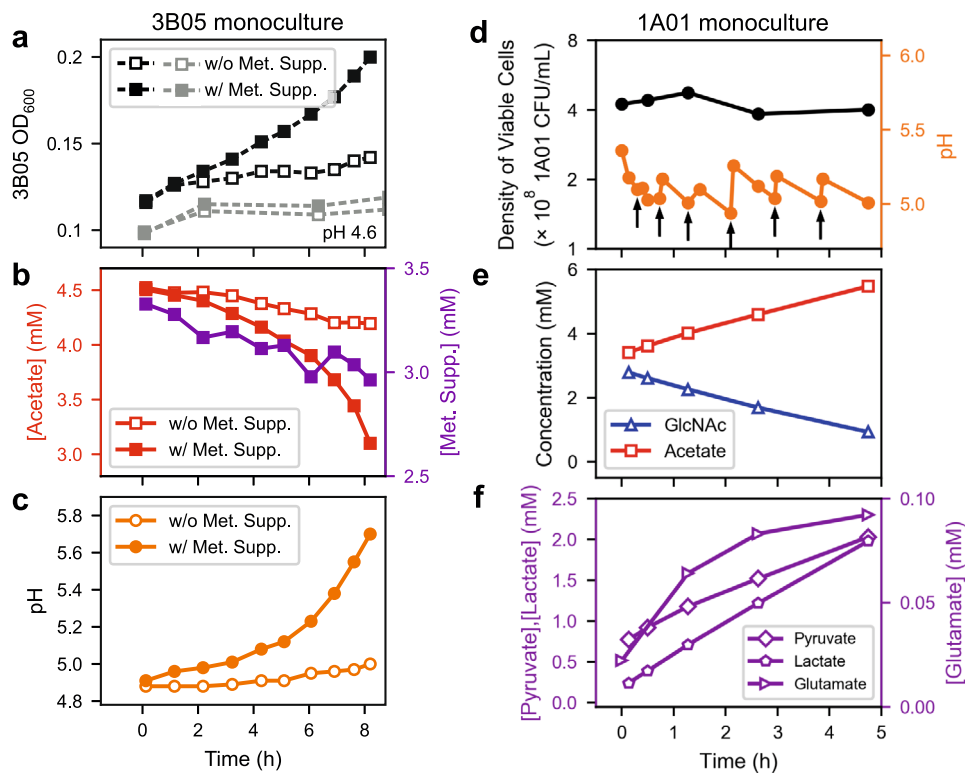 3B05 monoculture
a
3B05 OD600
0.2
0.15
0.1
w/o Met. Supp.
w/ Met. Supp.
pH 4.6
b
[Acetate] (mM)
4.5
4.0
3.5
3.0
3.5
3.0
2.5
[Met. Supp.] (mM)
w/o Met. Supp.
w/ Met. Supp.
c
pH
5.8
5.6
5.4
5.2
5.0
4.8
w/o Met. Supp.
w/ Met. Supp.
0 2 4 6 8
Time (h)
1A01 monoculture
d
Density of Viable Cells
(× 10^8 1A01 CFU/mL)
8
4
2
1
6.0
5.5
5.0
pH
e
Concentration (mM)
6
4
2
0
GlcNAc
Acetate
f
[Pyruvate],[Lactate] (mM)
2.5
2.0
1.5
1.0
0.5
0.0
0.10
0.05
0.00
[Glutamate] (mM)
Pyruvate
Lactate
Glutamate
0 1 2 3 4 5
Time (h)